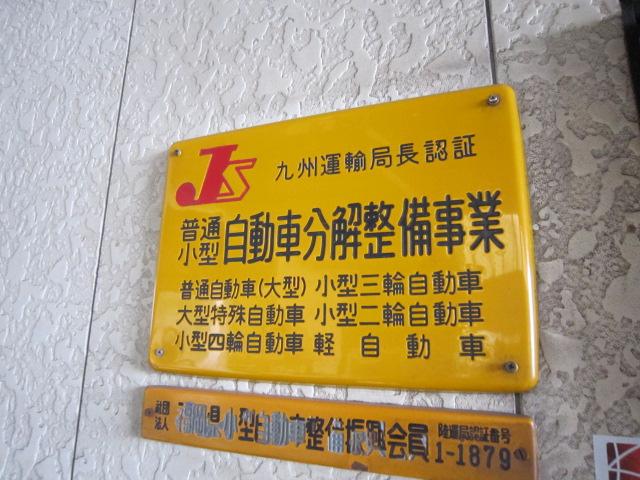 JS 九州運輸局長認証
普通
小型 自動車分解整備事業
普通自動車(大型) 小型三輪自動車
大型特殊自動車 小型二輪自動車
小型四輪自動車 軽自動車
社団
法人 福岡県小型自動車整備振興会員 陸運局認証番号
1-1879